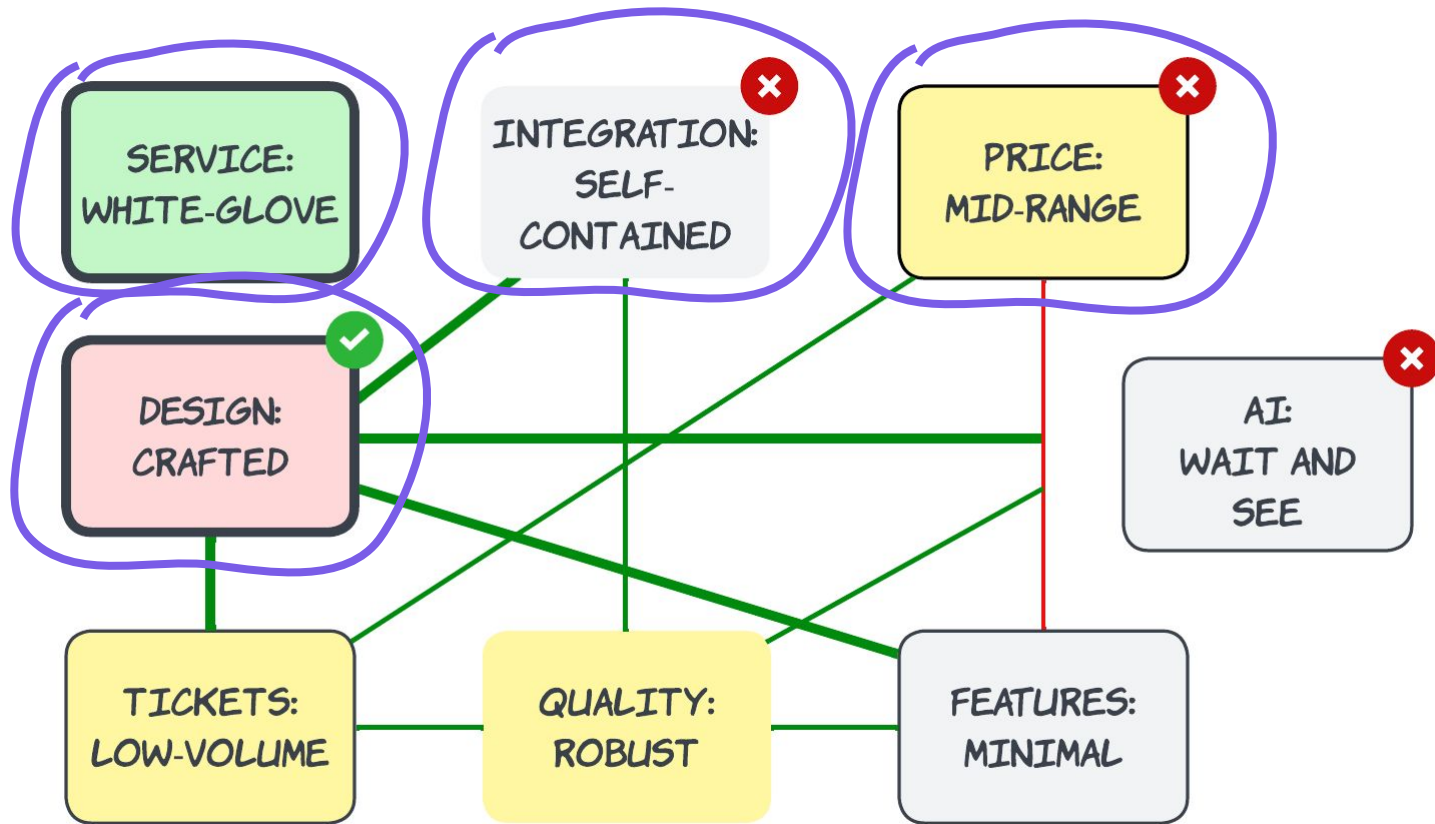 SERVICE:
WHITE-GLOVE
INTEGRATION:
SELF-
CONTAINED
PRICE:
MID-RANGE
DESIGN:
CRAFTED
AI:
WAIT AND
SEE
TICKETS:
LOW-VOLUME
QUALITY:
ROBUST
FEATURES:
MINIMAL